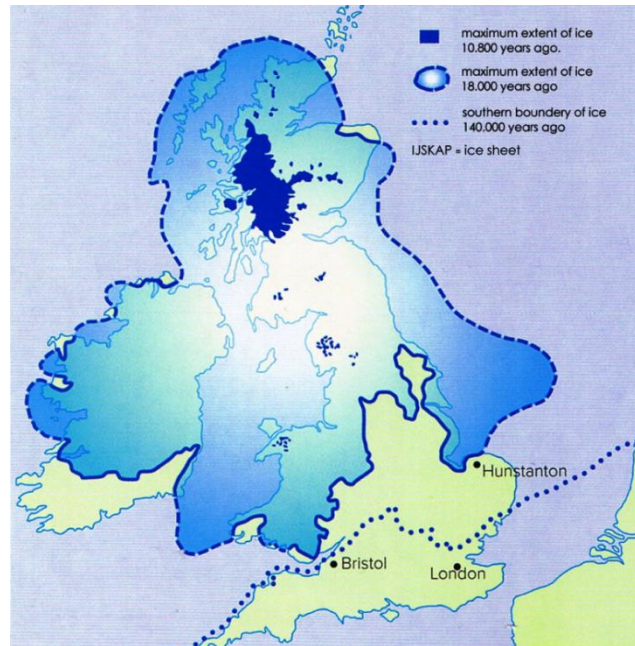 maximum extent of ice
10.800 years ago.
maximum extent of ice
18.000 years ago
southern boundery of ice
140.000 years ago
IJSKAP = ice sheet
Hunstanton
Bristol
London